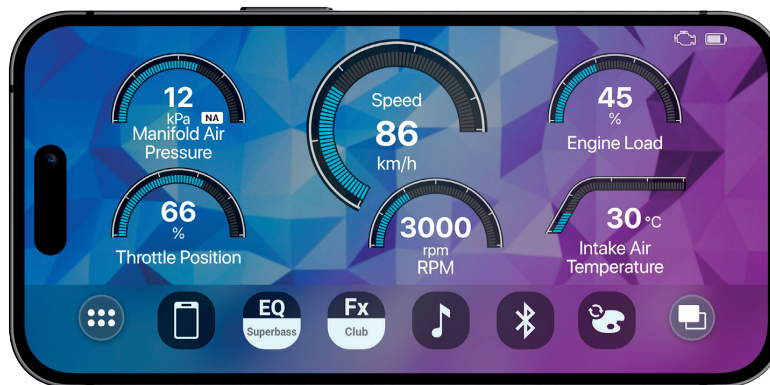 12
kPa NA
Manifold Air
Pressure
Speed
86
km/h
45
%
Engine Load
66
%
Throttle Position
3000
rpm
RPM
30 °C
Intake Air
Temperature
EQ
Superbass
Fx
Club